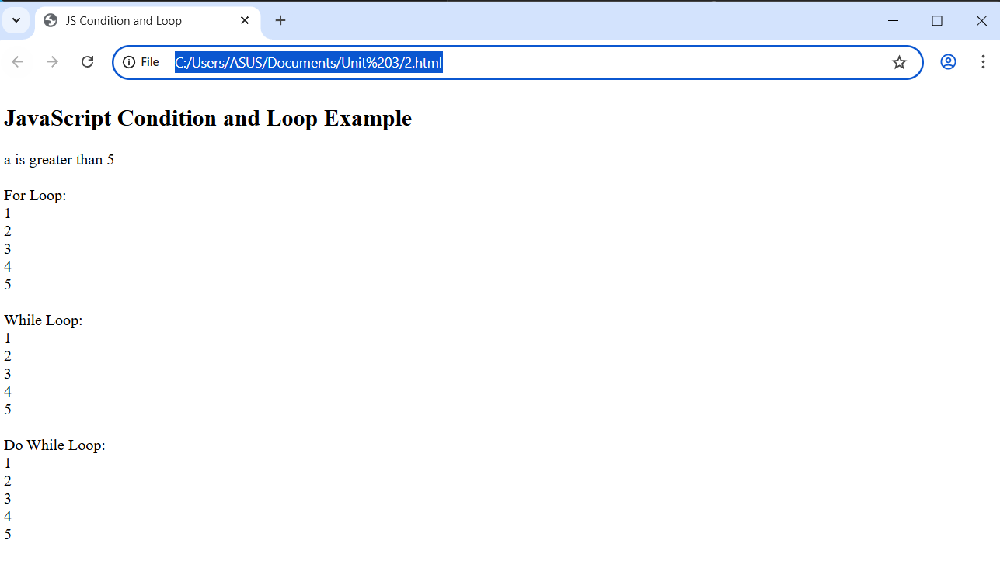 JS Condition and Loop
File C:/Users/ASUS/Documents/Unit%203/2.html
JavaScript Condition and Loop Example
a is greater than 5
For Loop:
1
2
3
4
5
While Loop:
1
2
3
4
5
Do While Loop:
1
2
3
4
5